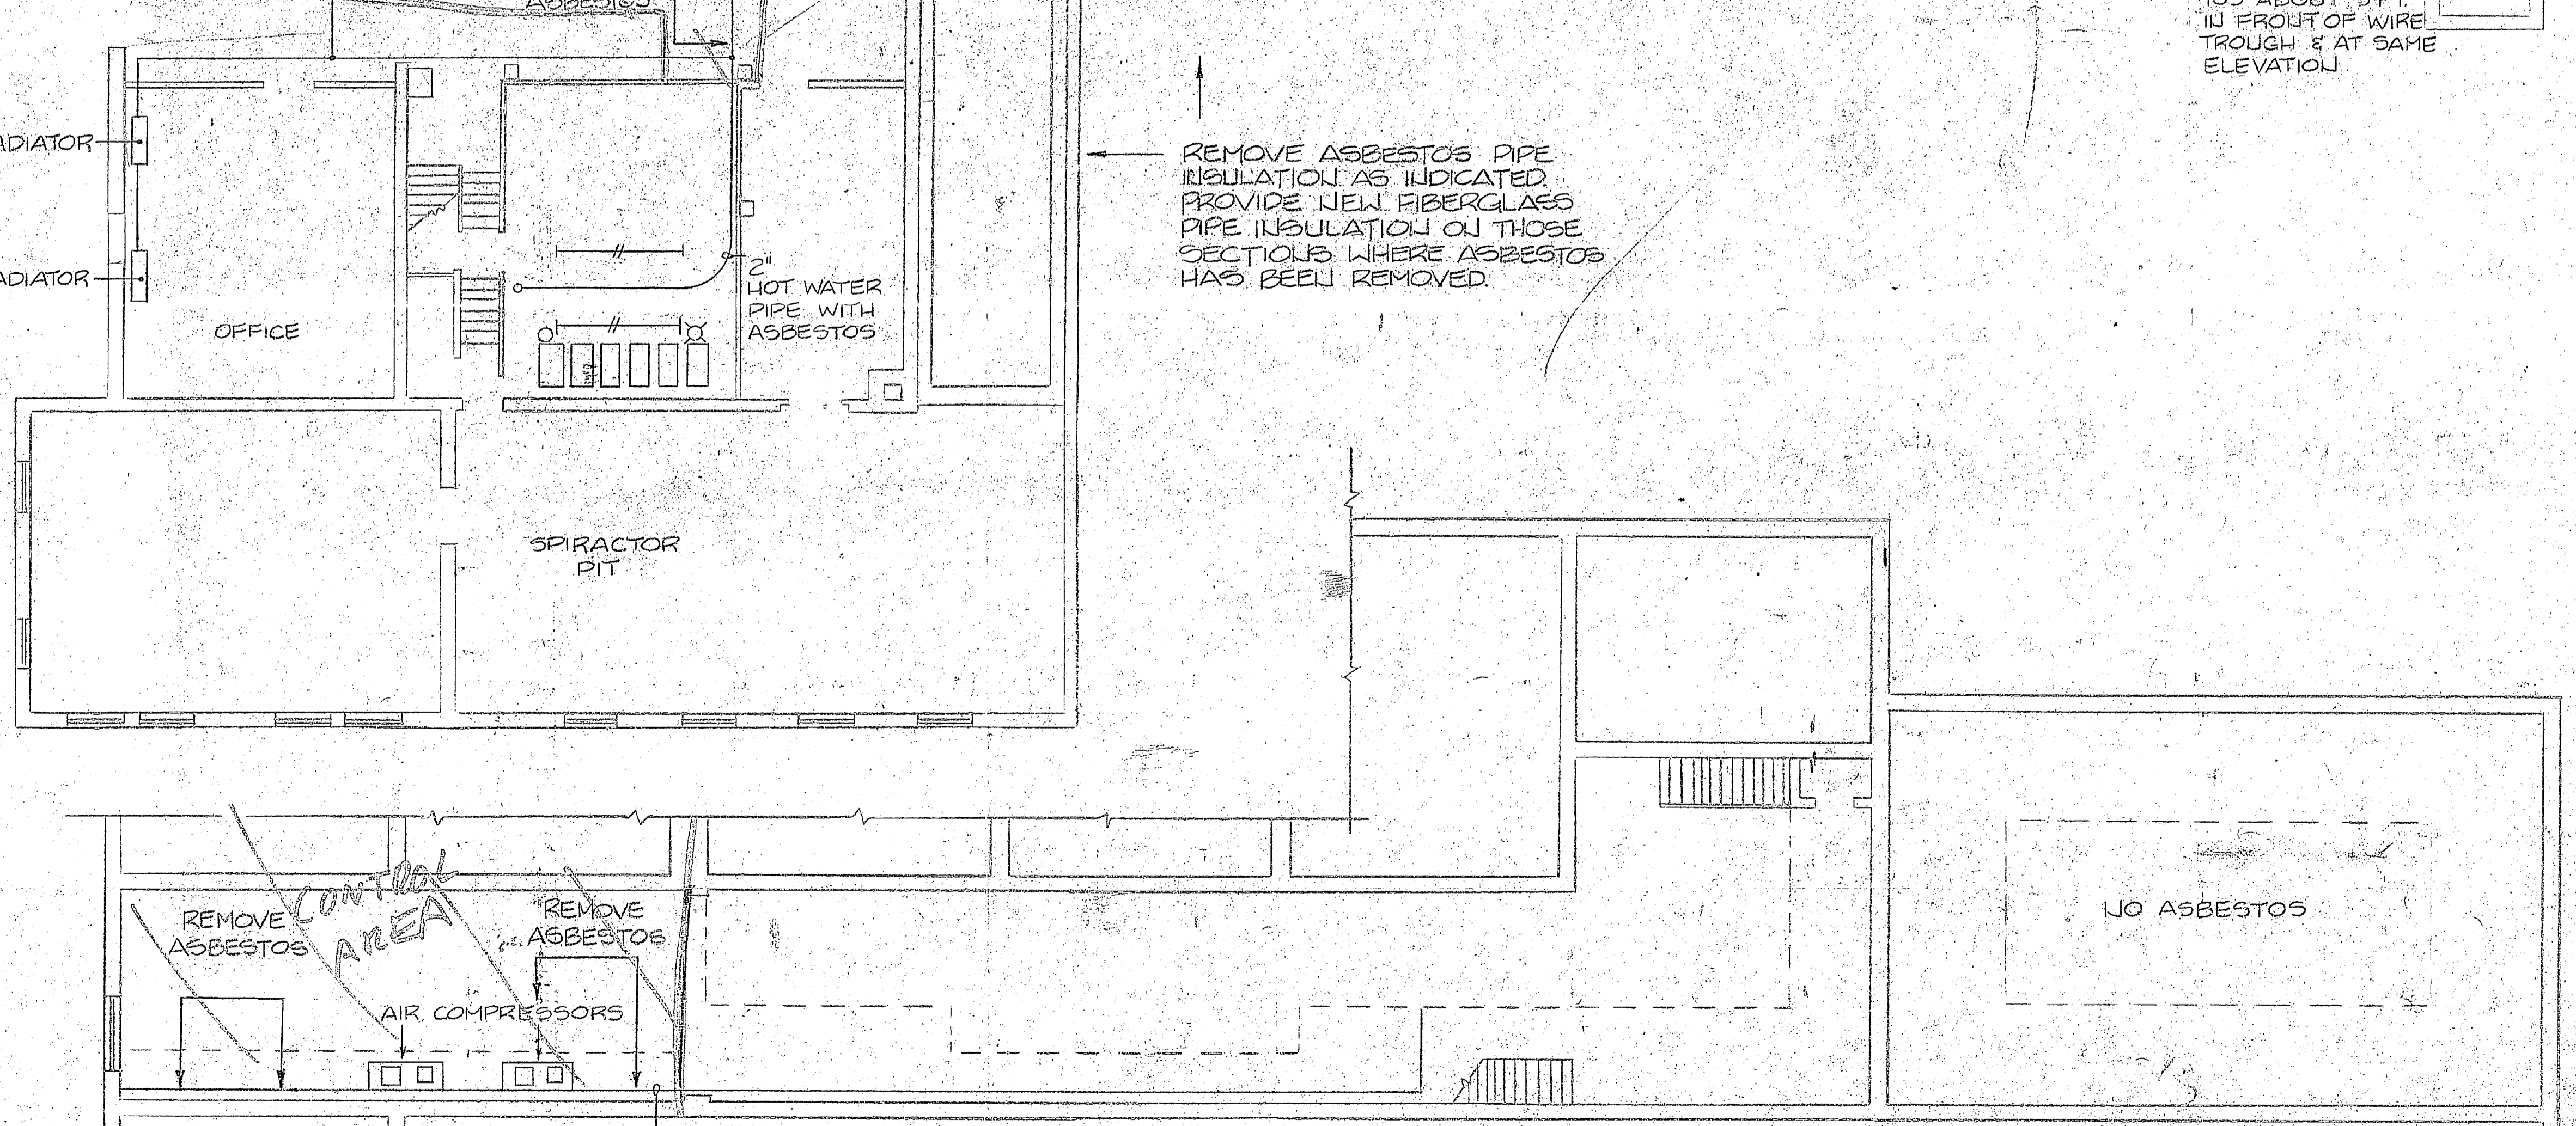 ASBESTOS
IN FRONT OF WIRE
TROUGH & AT SAME
ELEVATION
ADIATOR
ADIATOR
OFFICE
2"
HOT WATER
PIPE WITH
ASBESTOS
REMOVE ASBESTOS PIPE
INSULATION AS INDICATED.
PROVIDE NEW FIBERGLASS
PIPE INSULATION ON THOSE
SECTIONS WHERE ASBESTOS
HAS BEEN REMOVED.
SPIRACTOR
PIT
CONTROL
AREA
REMOVE
ASBESTOS
REMOVE
ASBESTOS
AIR COMPRESSORS
NO ASBESTOS